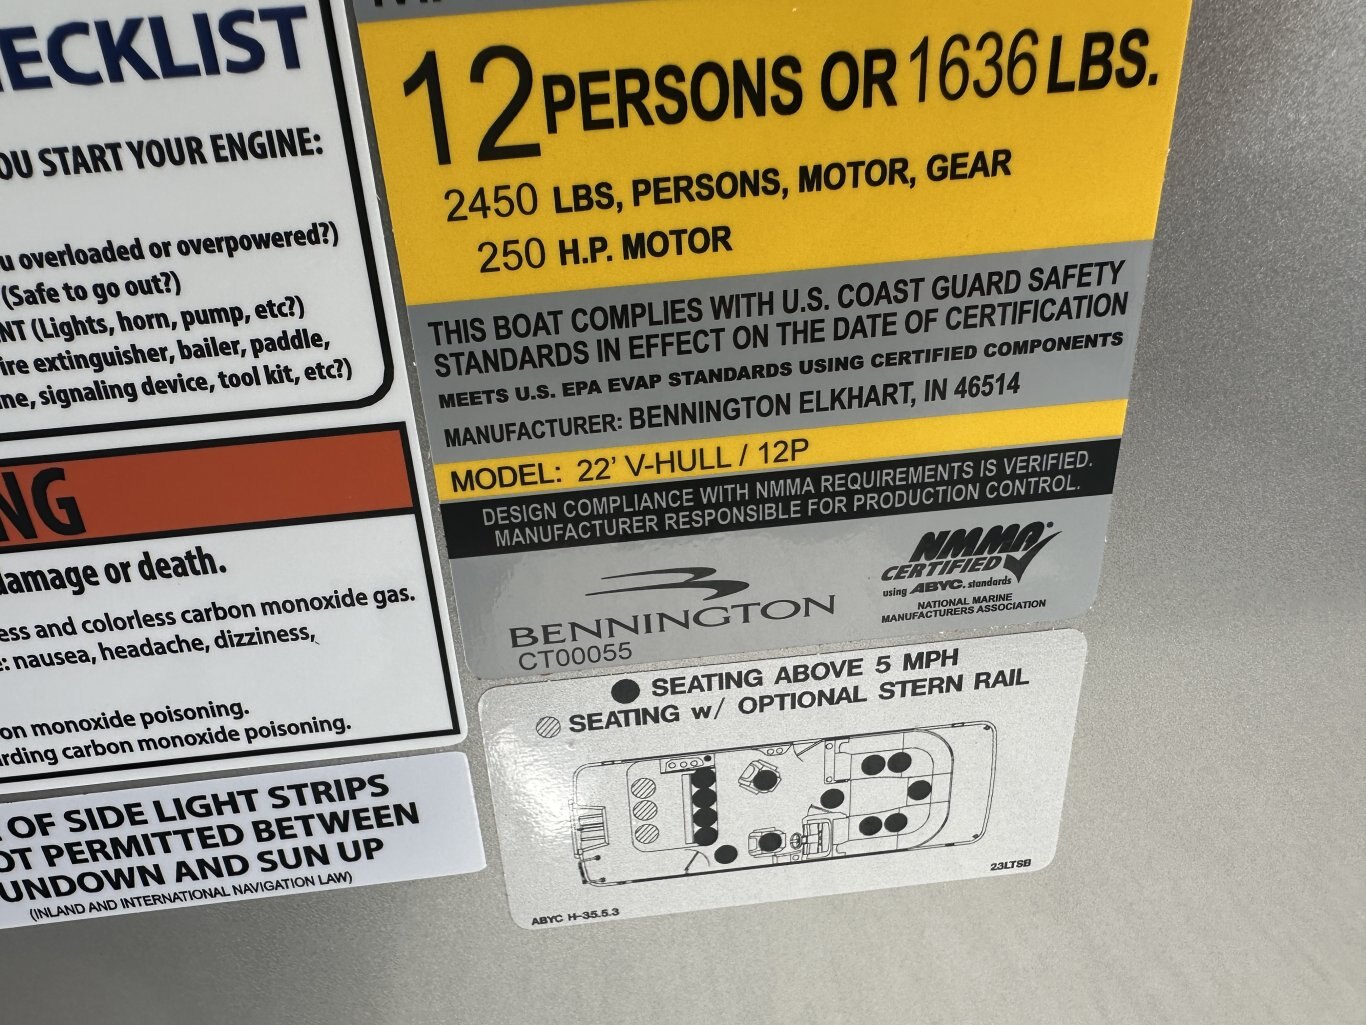 ECKLIST
OU START YOUR ENGINE:
u overloaded or overpowered?)
(Safe to go out?)
NT (Lights, horn, pump, etc?)
ire extinguisher, bailer, paddle,
ne, signaling device, tool kit, etc?)
NG
damage or death.
ess and colorless carbon monoxide gas.
: nausea, headache, dizziness,
on monoxide poisoning.
rding carbon monoxide poisoning.
OF SIDE LIGHT STRIPS
OT PERMITTED BETWEEN
UNDOWN AND SUN UP
(INLAND AND INTERNATIONAL NAVIGATION LAW)
12 PERSONS OR 1636 LBS.
2450 LBS, PERSONS, MOTOR, GEAR
250 H.P. MOTOR
THIS BOAT COMPLIES WITH U.S. COAST GUARD SAFETY
STANDARDS IN EFFECT ON THE DATE OF CERTIFICATION
MEETS U.S. EPA EVAP STANDARDS USING CERTIFIED COMPONENTS
MANUFACTURER: BENNINGTON ELKHART, IN 46514
MODEL: 22' V-HULL / 12P
DESIGN COMPLIANCE WITH NMMA REQUIREMENTS IS VERIFIED.
MANUFACTURER RESPONSIBLE FOR PRODUCTION CONTROL.
BENNINGTON
CT00055
NMMA
CERTIFIED
using ABYC. standards
NATIONAL MARINE
MANUFACTURERS ASSOCIATION
SEATING ABOVE 5 MPH
SEATING w/ OPTIONAL STERN RAIL
23LTSB
ABYC H-35.5.3